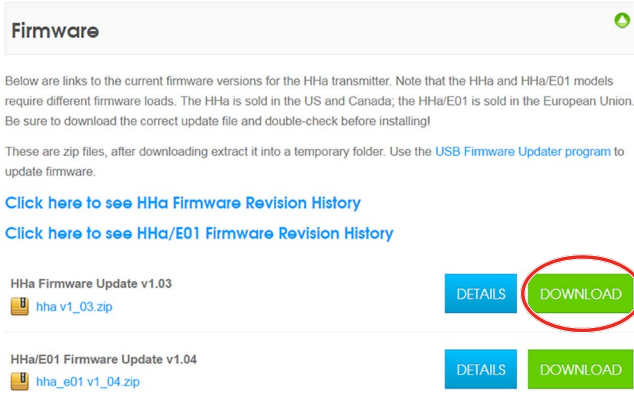 Firmware
Below are links to the current firmware versions for the HHa transmitter. Note that the HHa and HHa/E01 models
require different firmware loads. The HHa is sold in the US and Canada; the HHa/E01 is sold in the European Union.
Be sure to download the correct update file and double-check before installing!
These are zip files, after downloading extract it into a temporary folder. Use the USB Firmware Updater program to
update firmware.
Click here to see HHa Firmware Revision History
Click here to see HHa/E01 Firmware Revision History
HHa Firmware Update v1.03
hha v1_03.zip
DETAILS
DOWNLOAD
HHa/E01 Firmware Update v1.04
hha_e01 v1_04.zip
DETAILS
DOWNLOAD